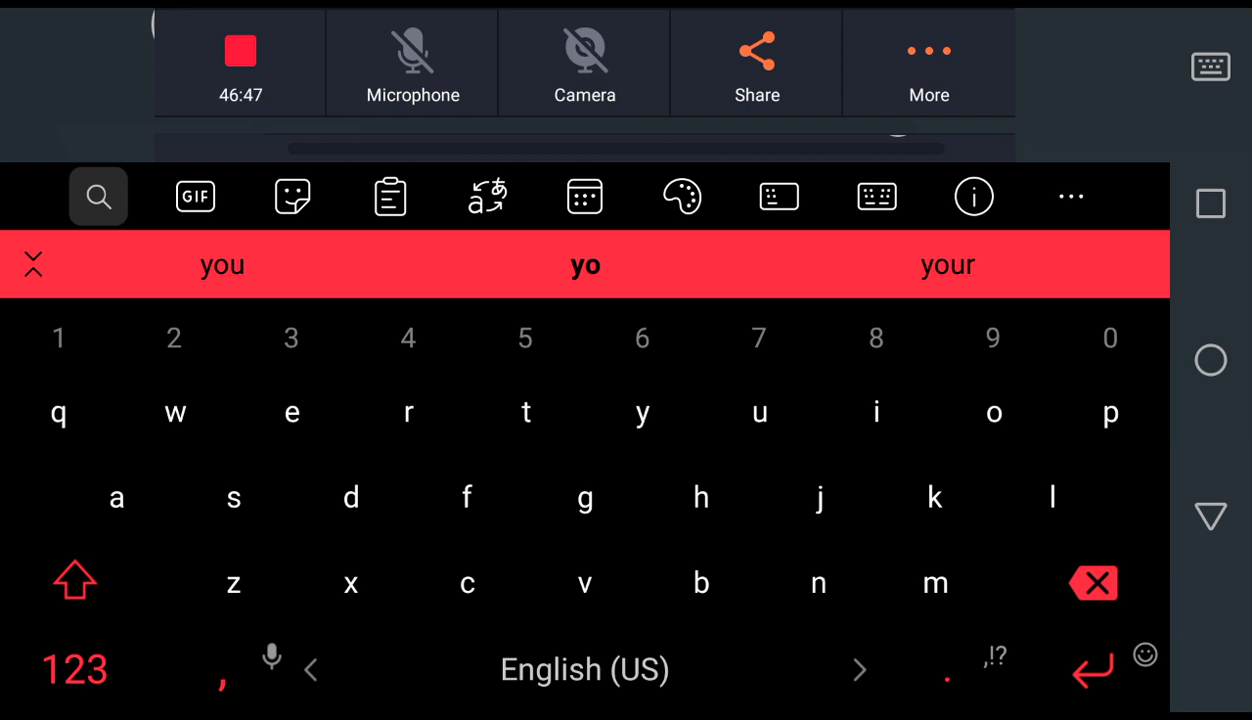 46:47 Microphone Camera Share More
GIF a あ
you yo your
1 2 3 4 5 6 7 8 9 0
q w e r t y u i o p
a s d f g h j k l
z x c v b n m
123 , English (US) . ,!?